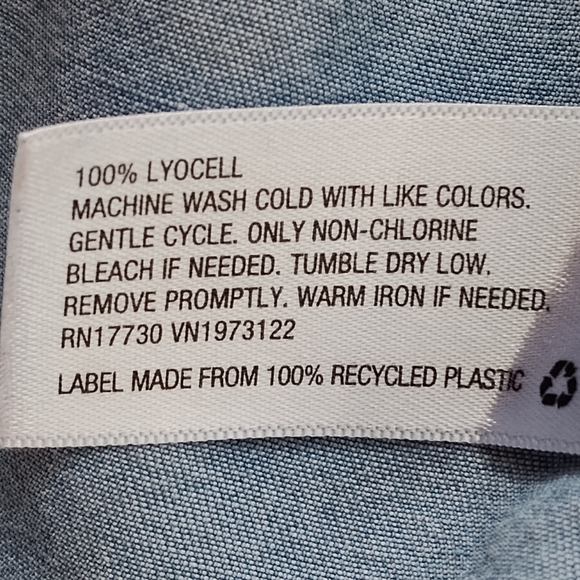 100% LYOCELL
MACHINE WASH COLD WITH LIKE COLORS.
GENTLE CYCLE. ONLY NON-CHLORINE
BLEACH IF NEEDED. TUMBLE DRY LOW.
REMOVE PROMPTLY. WARM IRON IF NEEDED.
RN17730 VN1973122
LABEL MADE FROM 100% RECYCLED PLASTIC